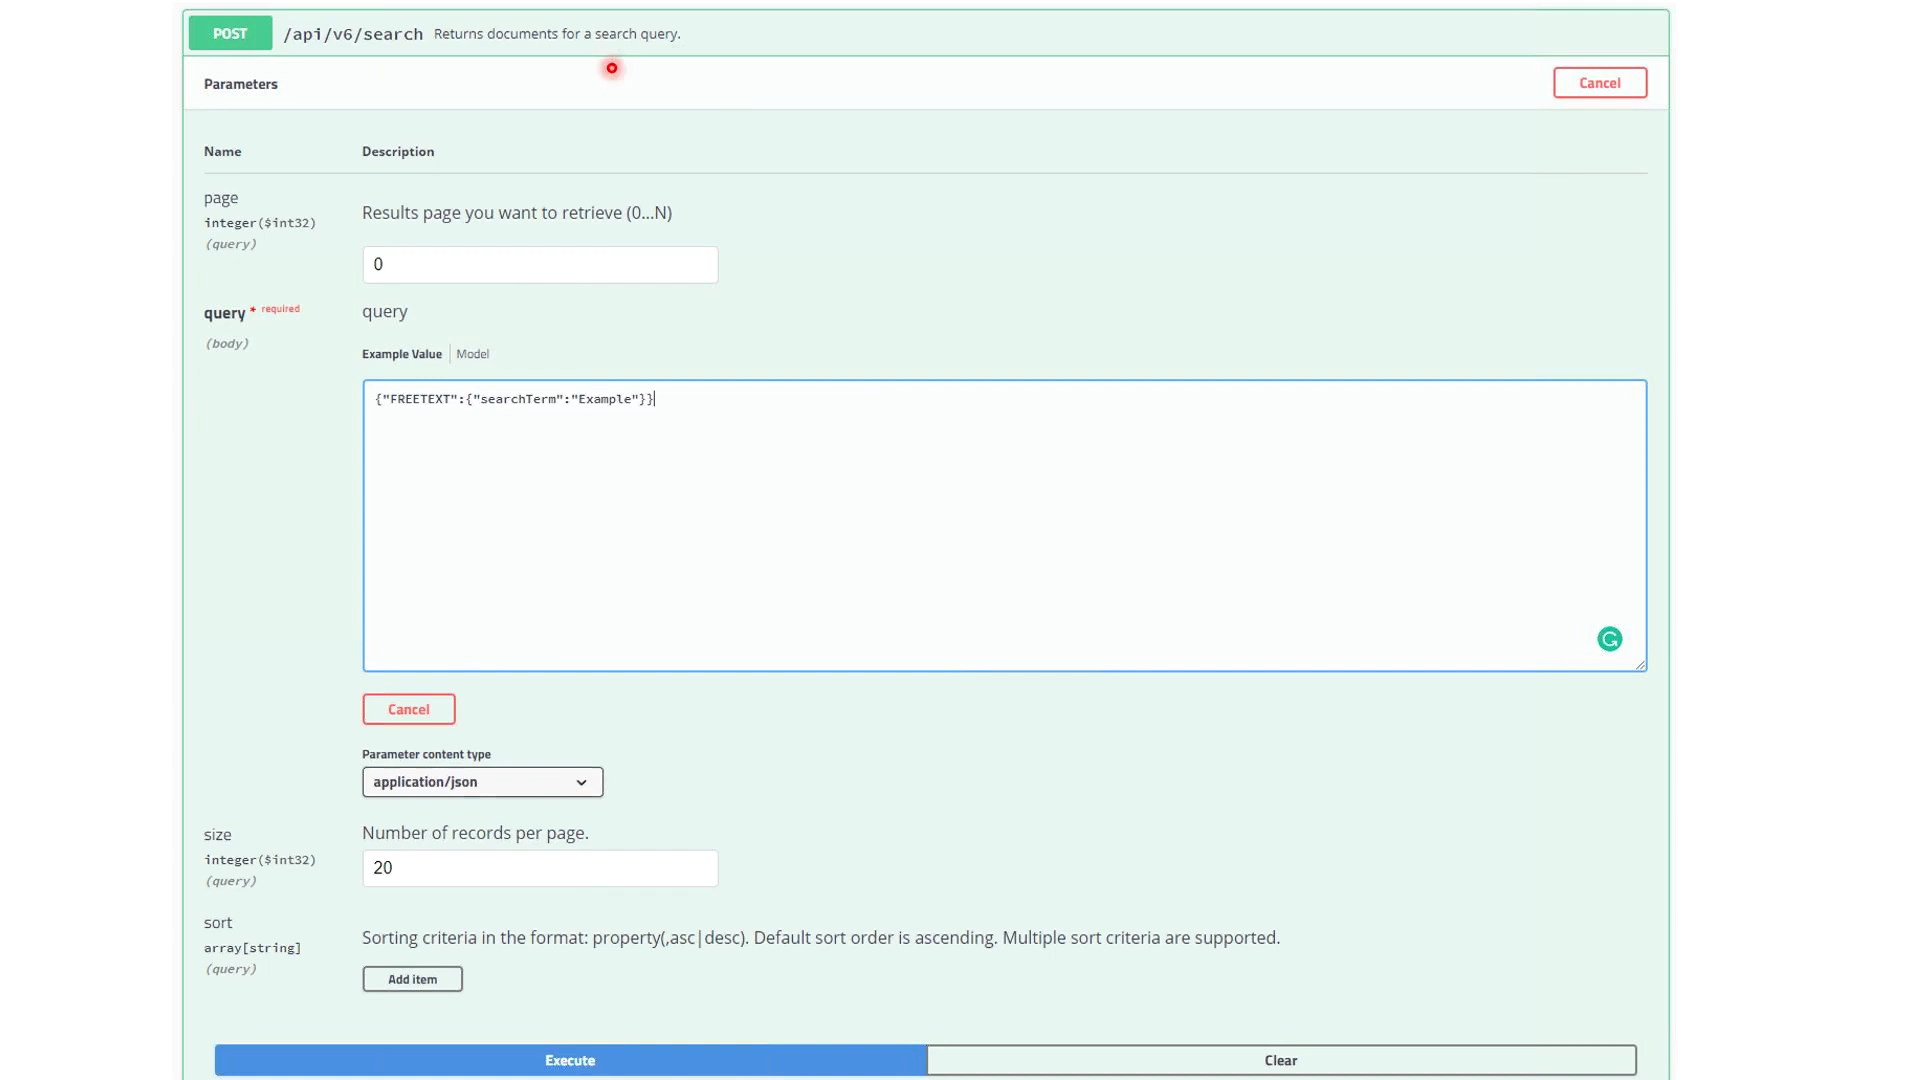 POST /api/v6/search Returns documents for a search query.
Parameters Cancel
Name Description
page
integer($int32)
(query)
Results page you want to retrieve (0...N)
0
query * required
(body)
query
Example Value Model
{"FREETEXT":{"searchTerm":"Example"}}
Cancel
Parameter content type
application/json
size
integer($int32)
(query)
Number of records per page.
20
sort
array[string]
(query)
Sorting criteria in the format: property(,asc|desc). Default sort order is ascending. Multiple sort criteria are supported.
Add item
Execute Clear